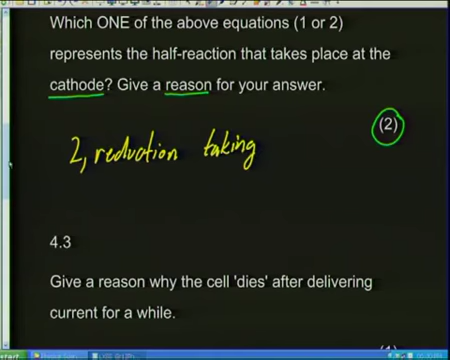 Which ONE of the above equations (1 or 2)
represents the half-reaction that takes place at the
cathode? Give a reason for your answer.
(2)
2, reduction taking
4.3
Give a reason why the cell 'dies' after delivering
current for a while.
start